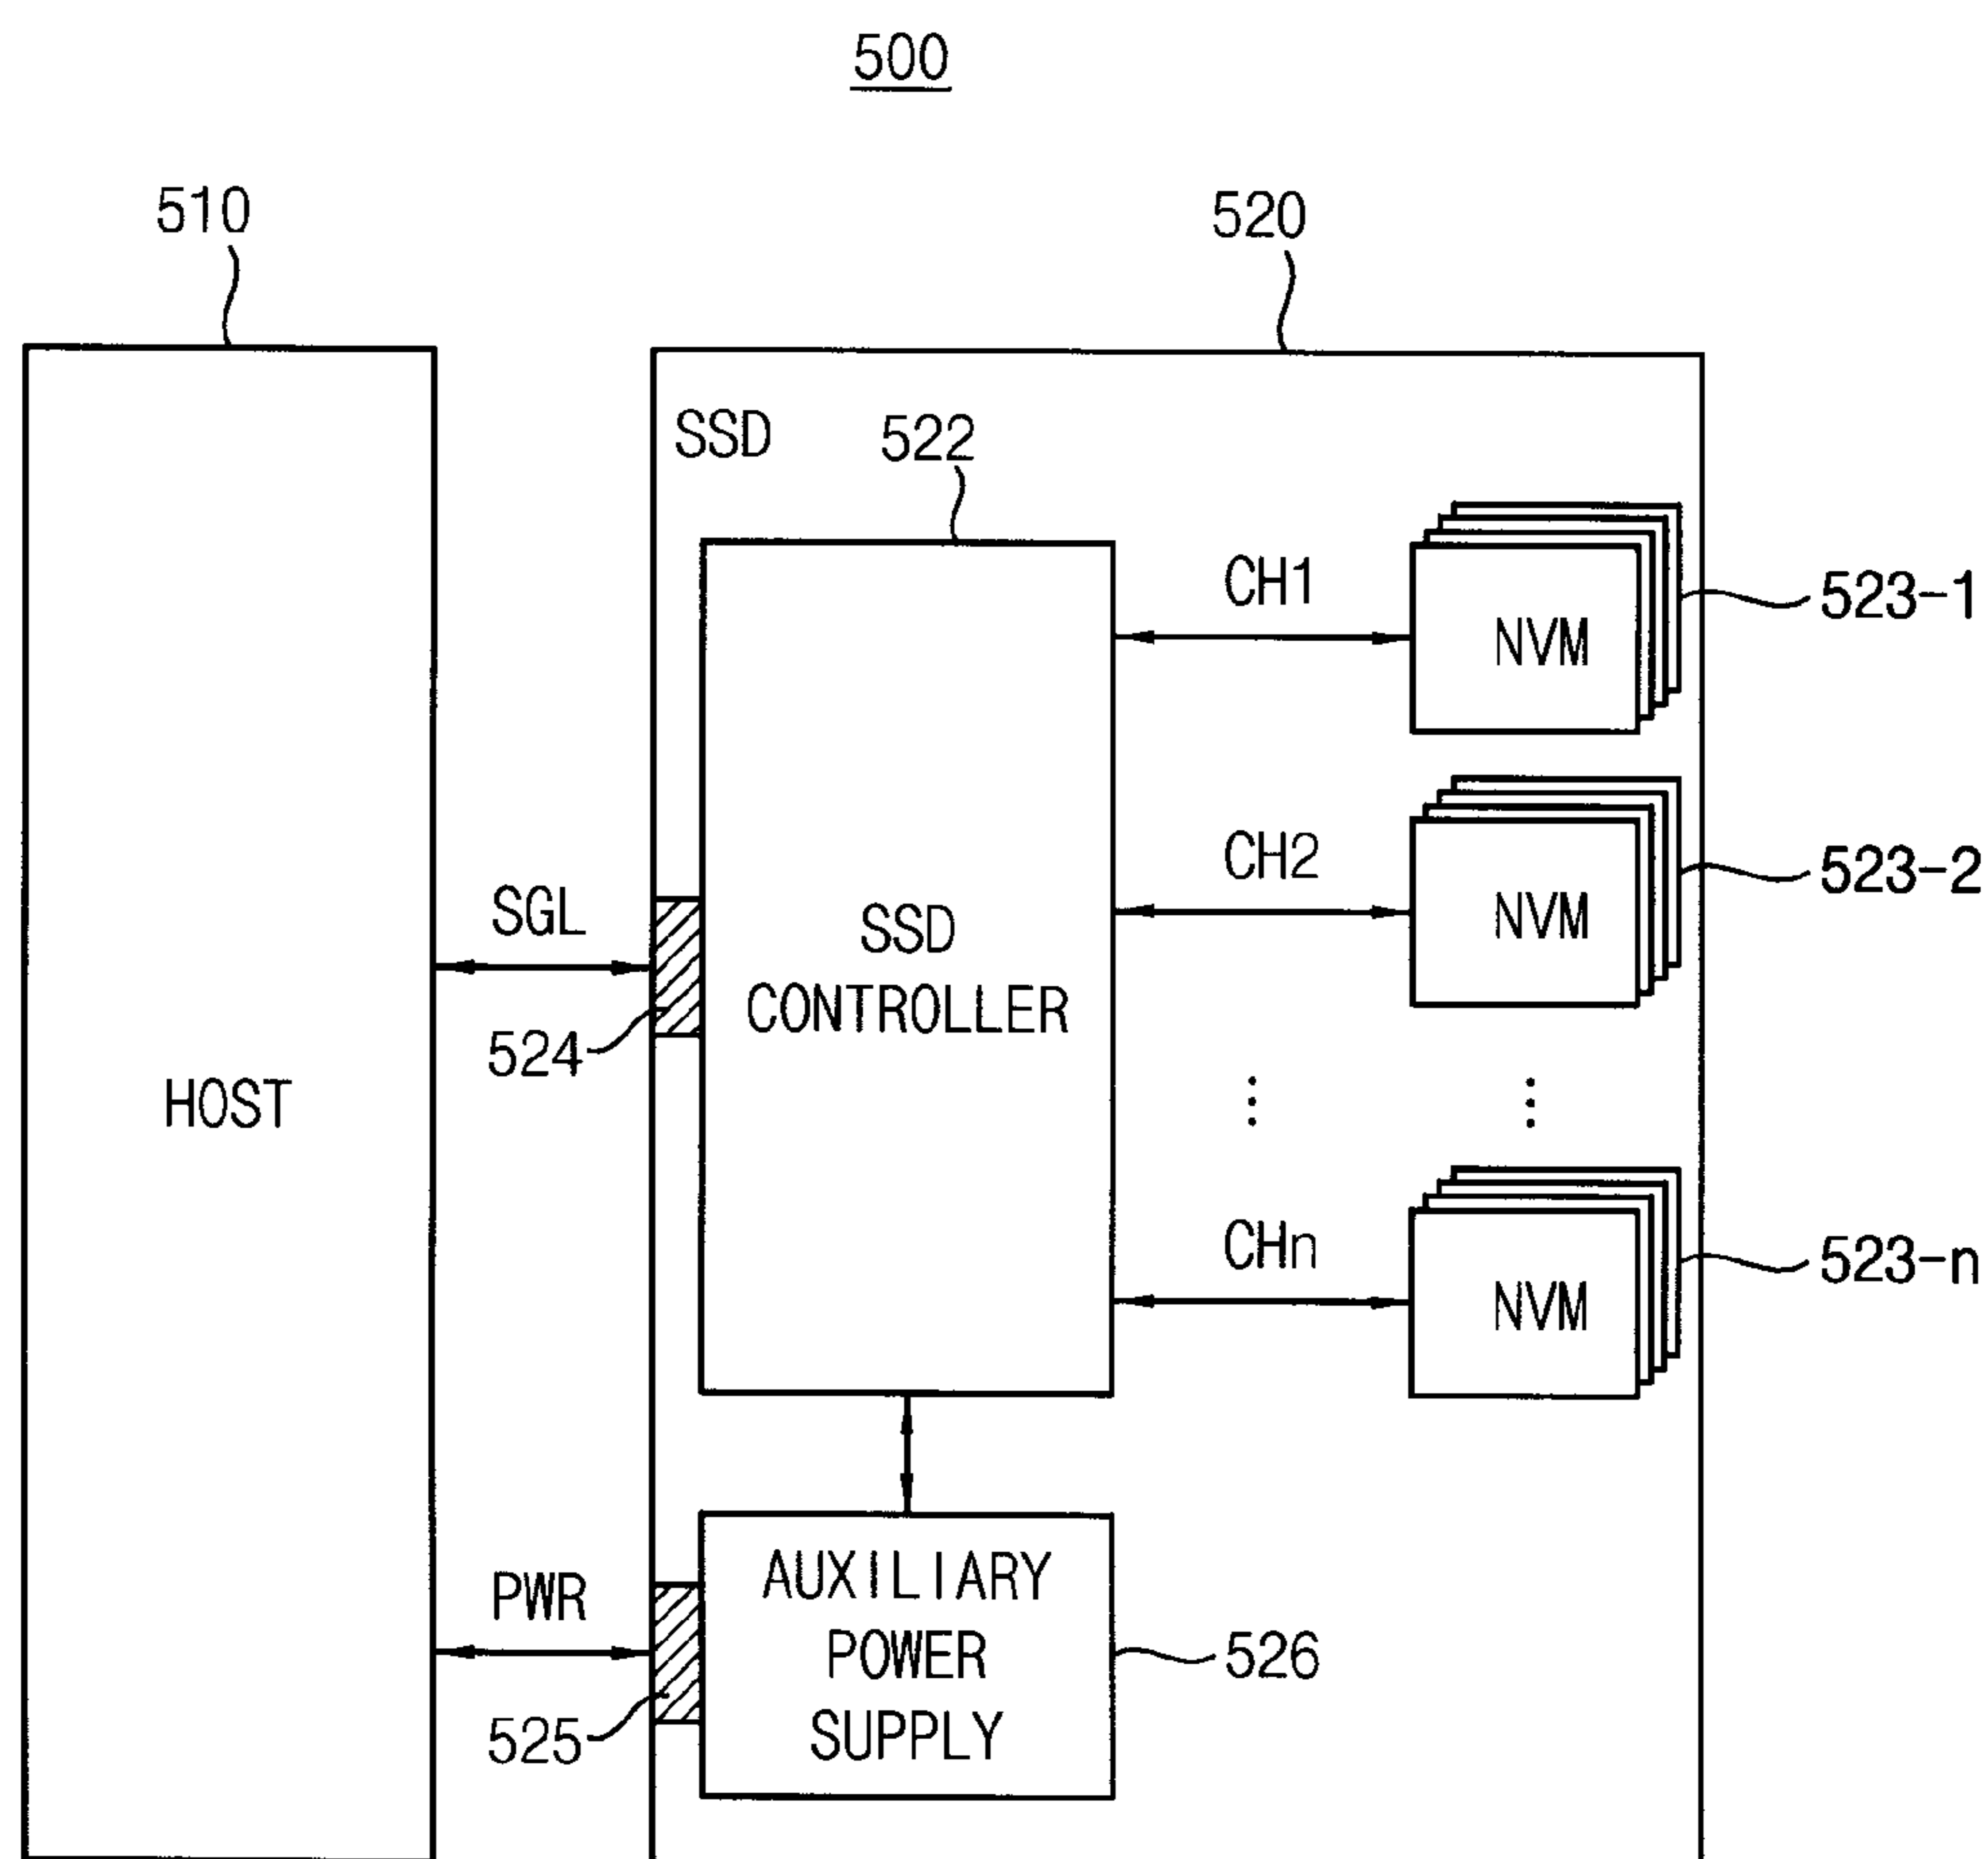 500
510
520
SSD
522
CH1
523-1
NVM
CH2
523-2
NVM
SGL
SSD
CONTROLLER
524
HOST
CHn
523-n
NVM
AUXILIARY
POWER
SUPPLY
PWR
526
525